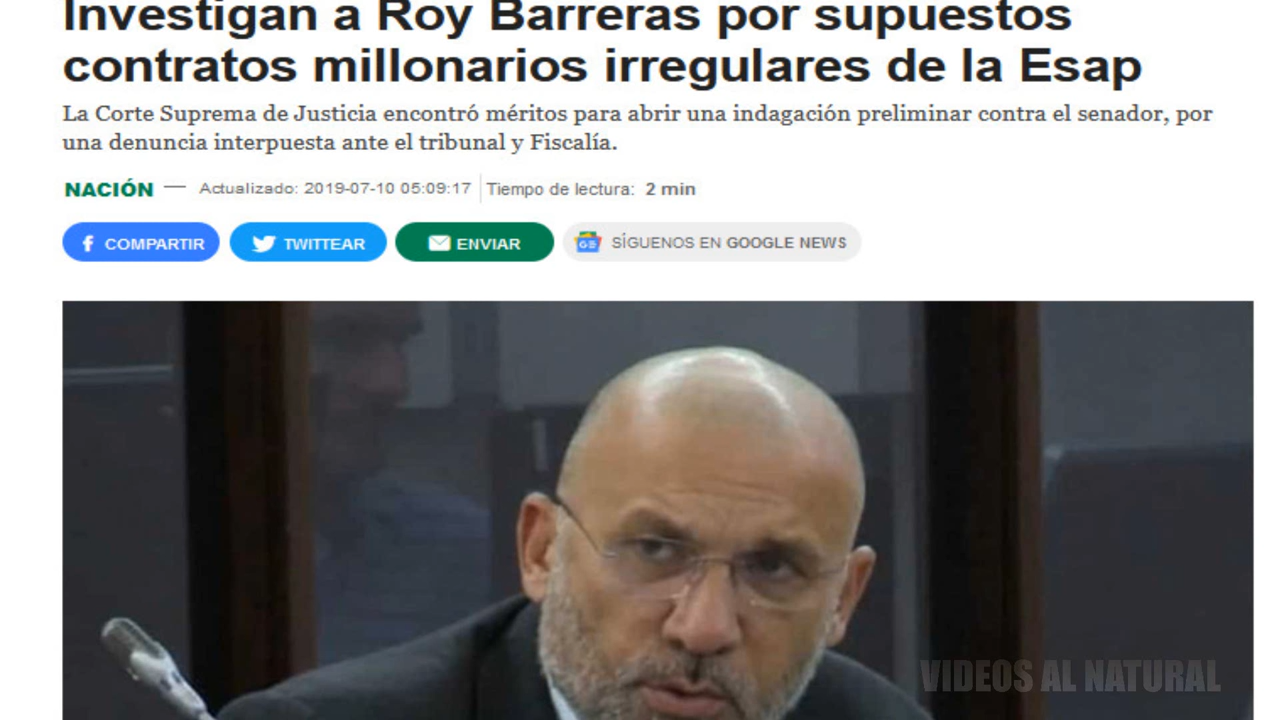 Investigan a Roy Barreras por supuestos
contratos millonarios irregulares de la Esap
La Corte Suprema de Justicia encontró méritos para abrir una indagación preliminar contra el senador, por
una denuncia interpuesta ante el tribunal y Fiscalía.
NACIÓN — Actualizado: 2019-07-10 05:09:17 Tiempo de lectura: 2 min
f COMPARTIR TWITTEAR ENVIAR GE SÍGUENOS EN GOOGLE NEWS
VIDEOS AL NATURAL